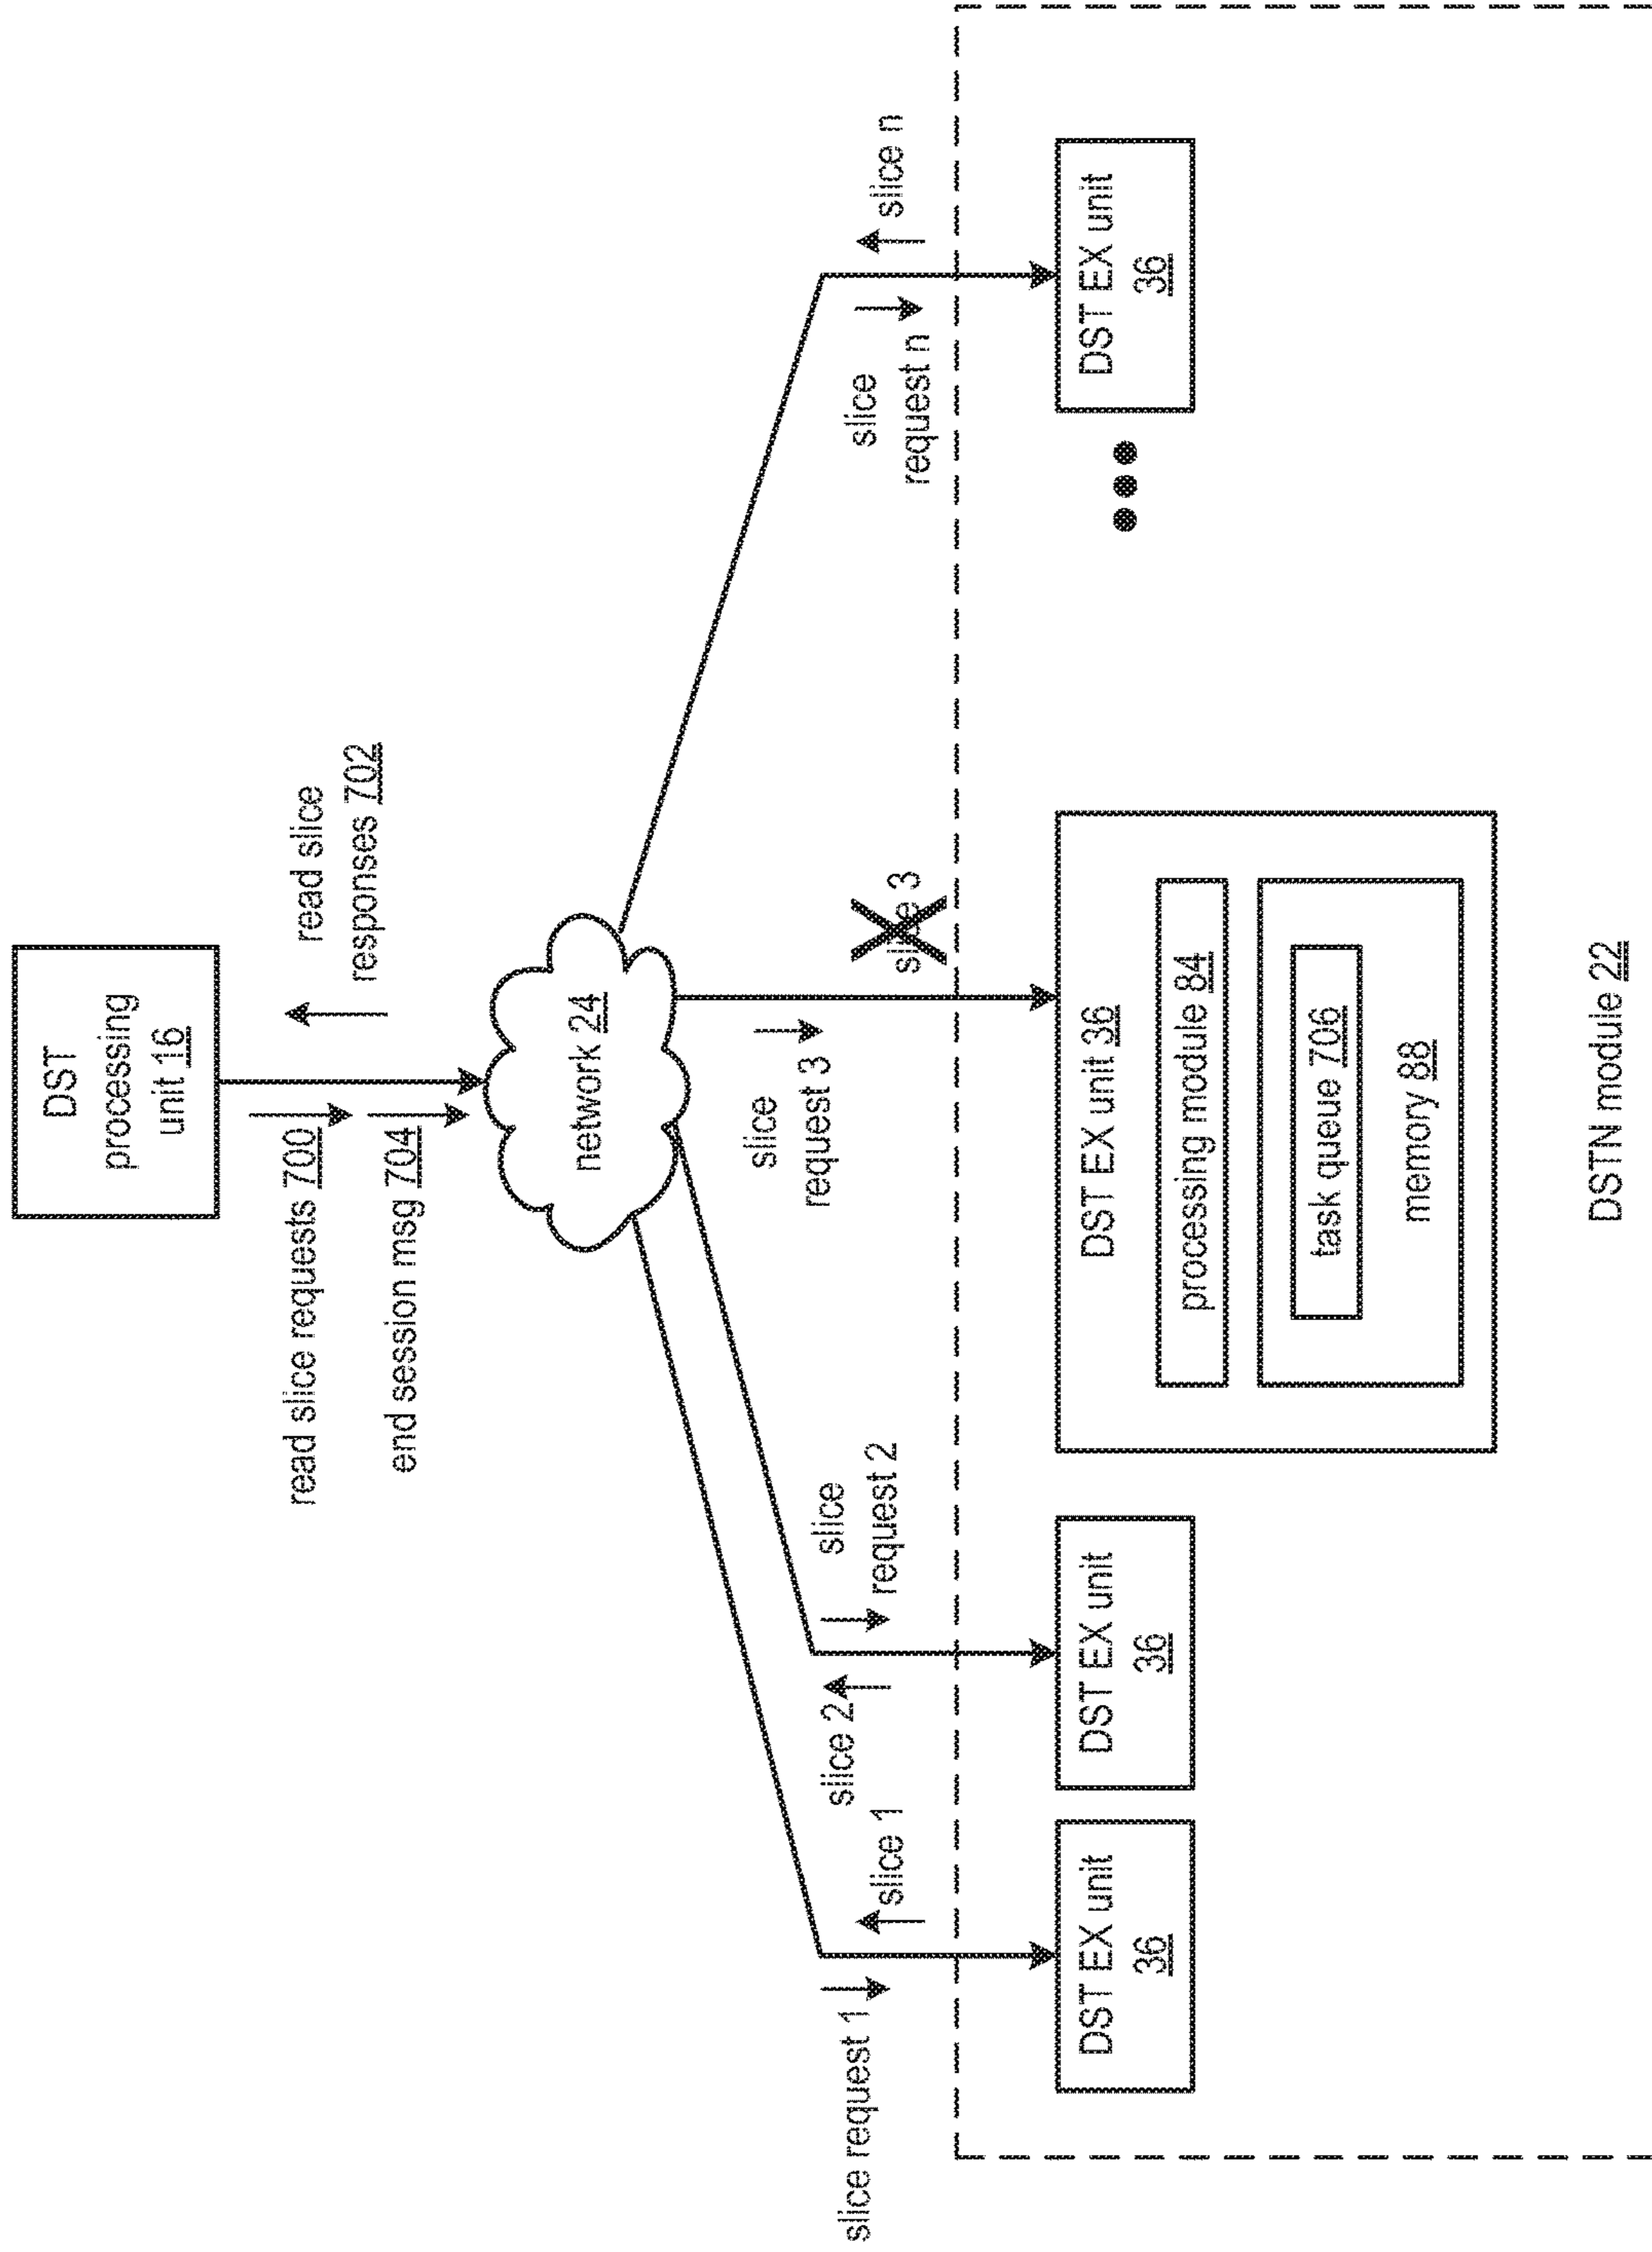 DST
processing
unit 16
read slice requests 700
end session msg 704
read slice
responses 702
network 24
slice request 1
slice 1
slice 2
slice
request 2
slice
request 3
slice 3
slice
request n
slice n
DST EX unit
36
DST EX unit
36
DST EX unit 36
processing module 84
task queue 706
memory 88
DST EX unit
36
DSTN module 22